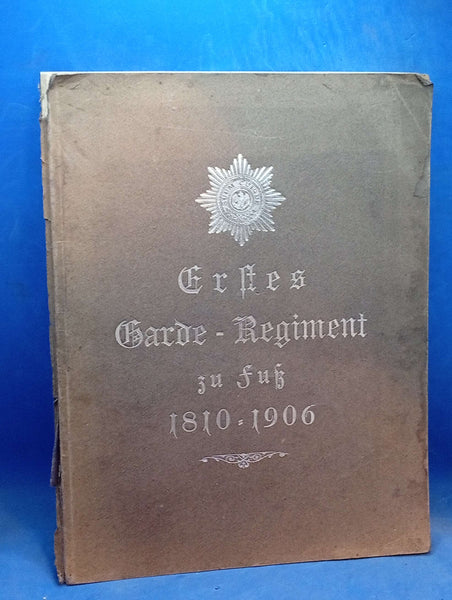 Erstes
Garde-Regiment
zu Fuß
1810-1906